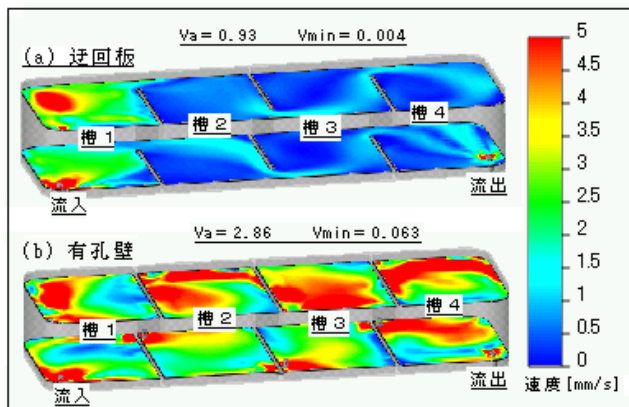 Va=0.93 Vmin=0.004
(a) 迂回板
槽1
槽2
槽3
槽4
流入
流出
Va=2.86 Vmin=0.063
(b) 有孔壁
槽1
槽2
槽3
槽4
流入
流出
5
4.5
4
3.5
3
2.5
2
1.5
1
0.5
0
速度[mm/s]